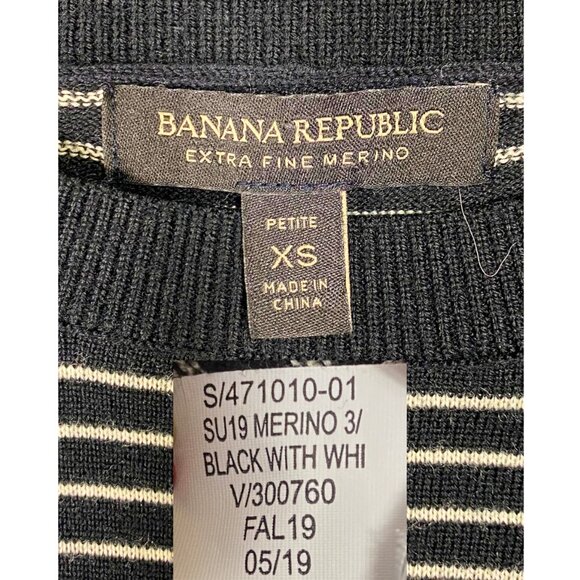 BANANA REPUBLIC
EXTRA FINE MERINO
PETITE
XS
MADE IN
CHINA
S/471010-01
SU19 MERINO 3/
BLACK WITH WHI
V/300760
FAL19
05/19